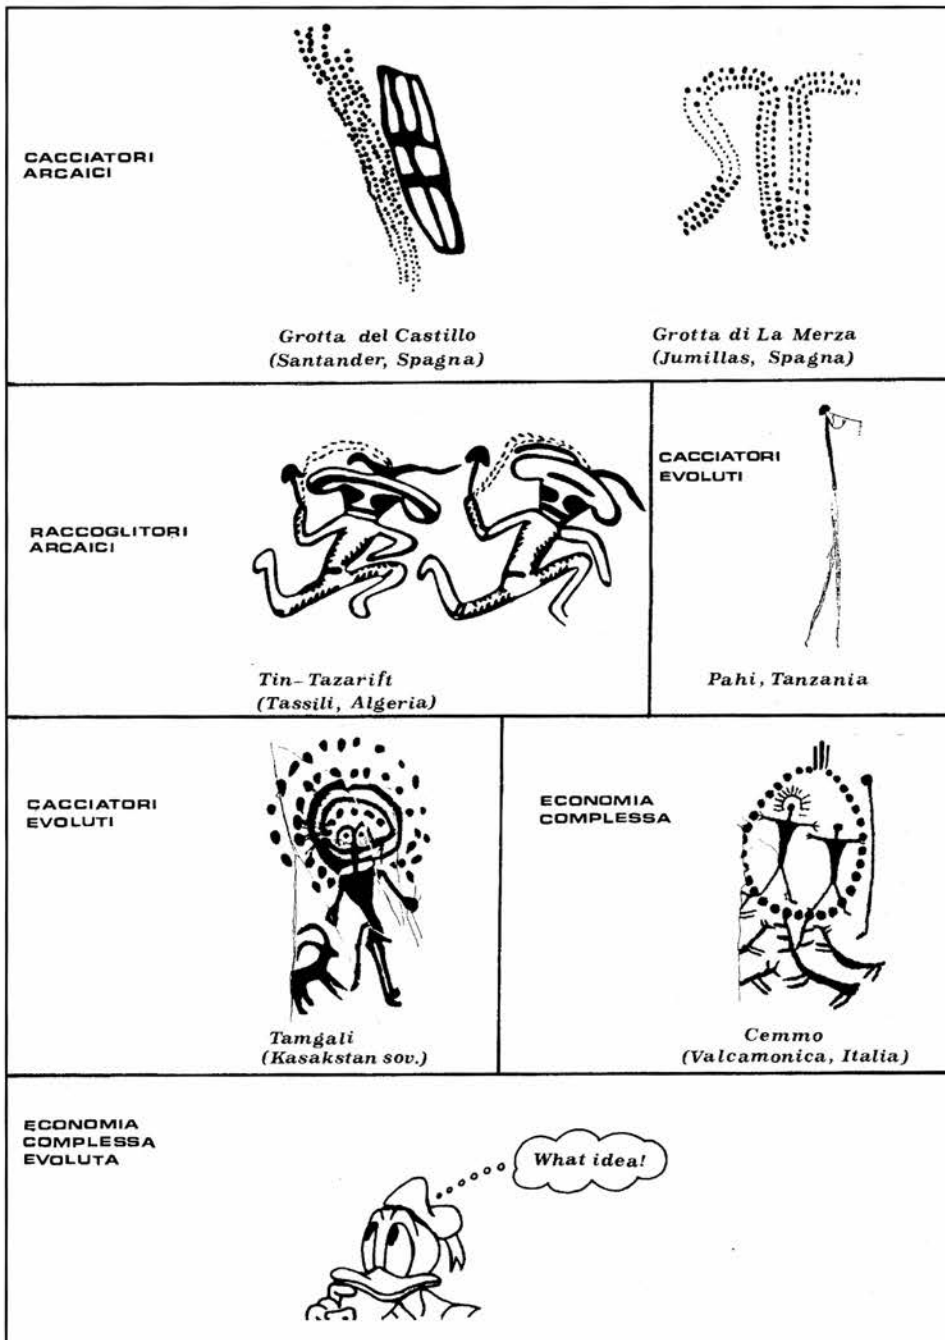 CACCIATORI
ARCAICI
Grotta del Castillo
(Santander, Spagna)
Grotta di La Merza
(Jumillas, Spagna)
RACCOGLITORI
ARCAICI
Tin-Tazarift
(Tassili, Algeria)
CACCIATORI
EVOLUTI
Pahi, Tanzania
CACCIATORI
EVOLUTI
Tamgali
(Kasakstan sov.)
ECONOMIA
COMPLESSA
Cemmo
(Valcamonica, Italia)
ECONOMIA
COMPLESSA
EVOLUTA
What idea!